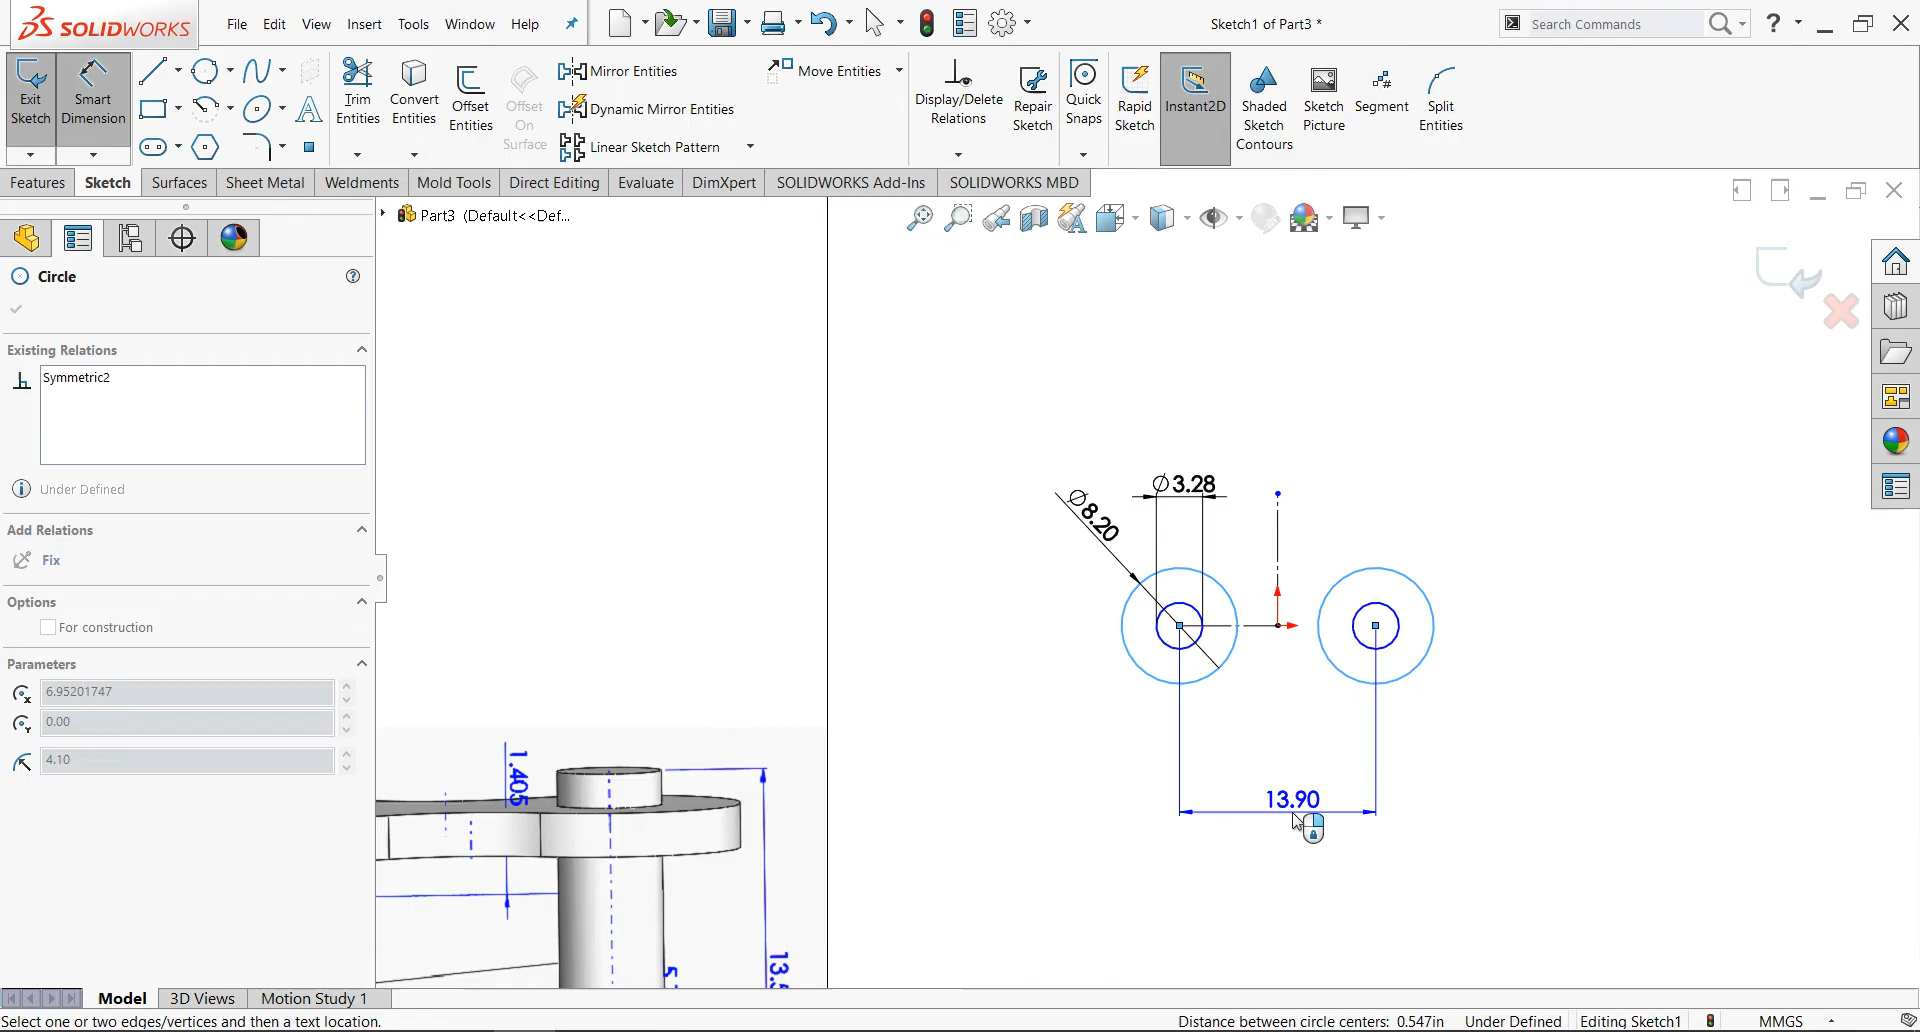 SOLIDWORKS
File Edit View Insert Tools Window Help
Sketch1 of Part3 *
Search Commands
?
Exit Sketch
Smart Dimension
Trim Entities
Convert Entities
Offset Entities
Offset On Surface
Mirror Entities
Dynamic Mirror Entities
Linear Sketch Pattern
Move Entities
Display/Delete Relations
Repair Sketch
Quick Snaps
Rapid Sketch
Instant2D
Shaded Sketch Contours
Sketch Picture
Segment
Split Entities
Features Sketch Surfaces Sheet Metal Weldments Mold Tools Direct Editing Evaluate DimXpert SOLIDWORKS Add-Ins SOLIDWORKS MBD
Part3 (Default<<Def...
Circle
Existing Relations
Symmetric2
Under Defined
Add Relations
Fix
Options
For construction
Parameters
6.95201747
0.00
4.10
∅3.28
∅8.20
13.90
1.405
13.5
5.
Model 3D Views Motion Study 1
Select one or two edges/vertices and then a text location.
Distance between circle centers: 0.547in Under Defined Editing Sketch1 MMGS